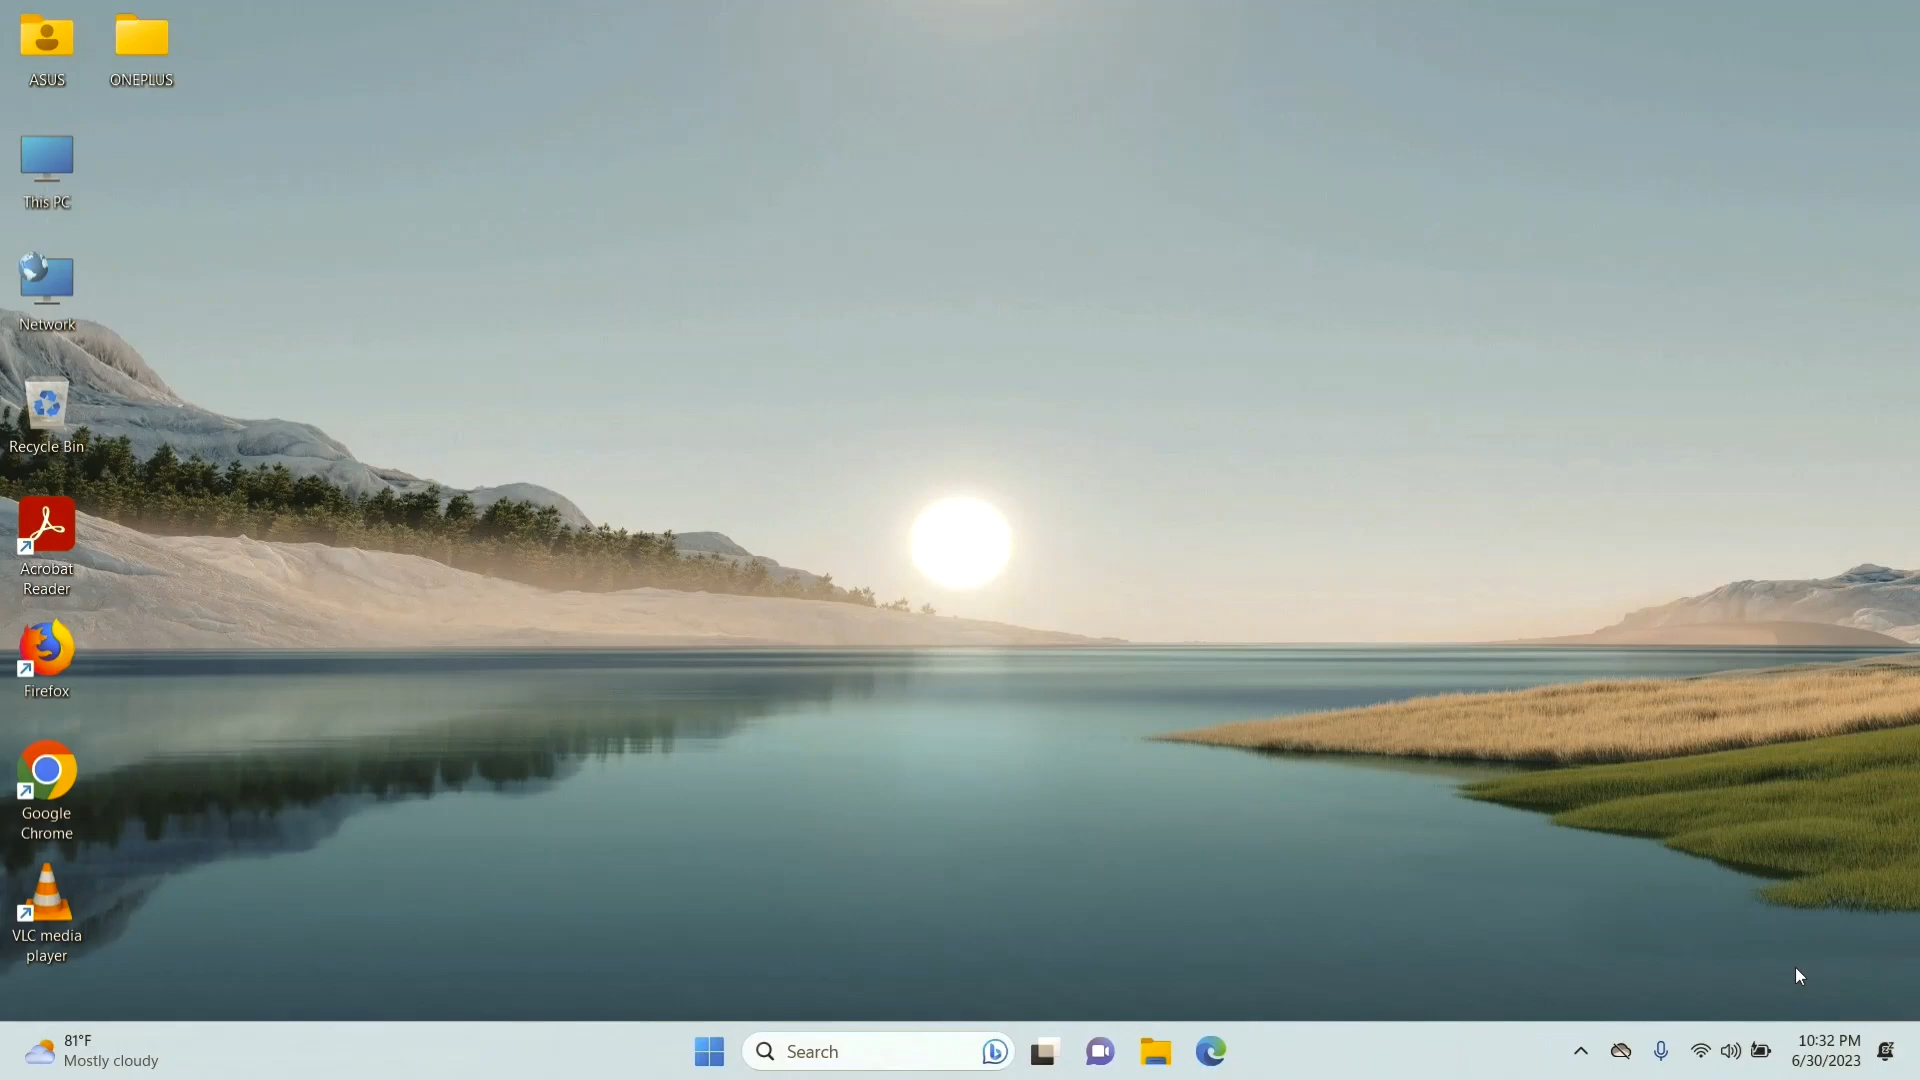 ASUS
ONEPLUS
This PC
Network
Recycle Bin
Acrobat
Reader
Firefox
Google
Chrome
VLC media
player
81°F
Mostly cloudy
Search
10:32 PM
6/30/2023